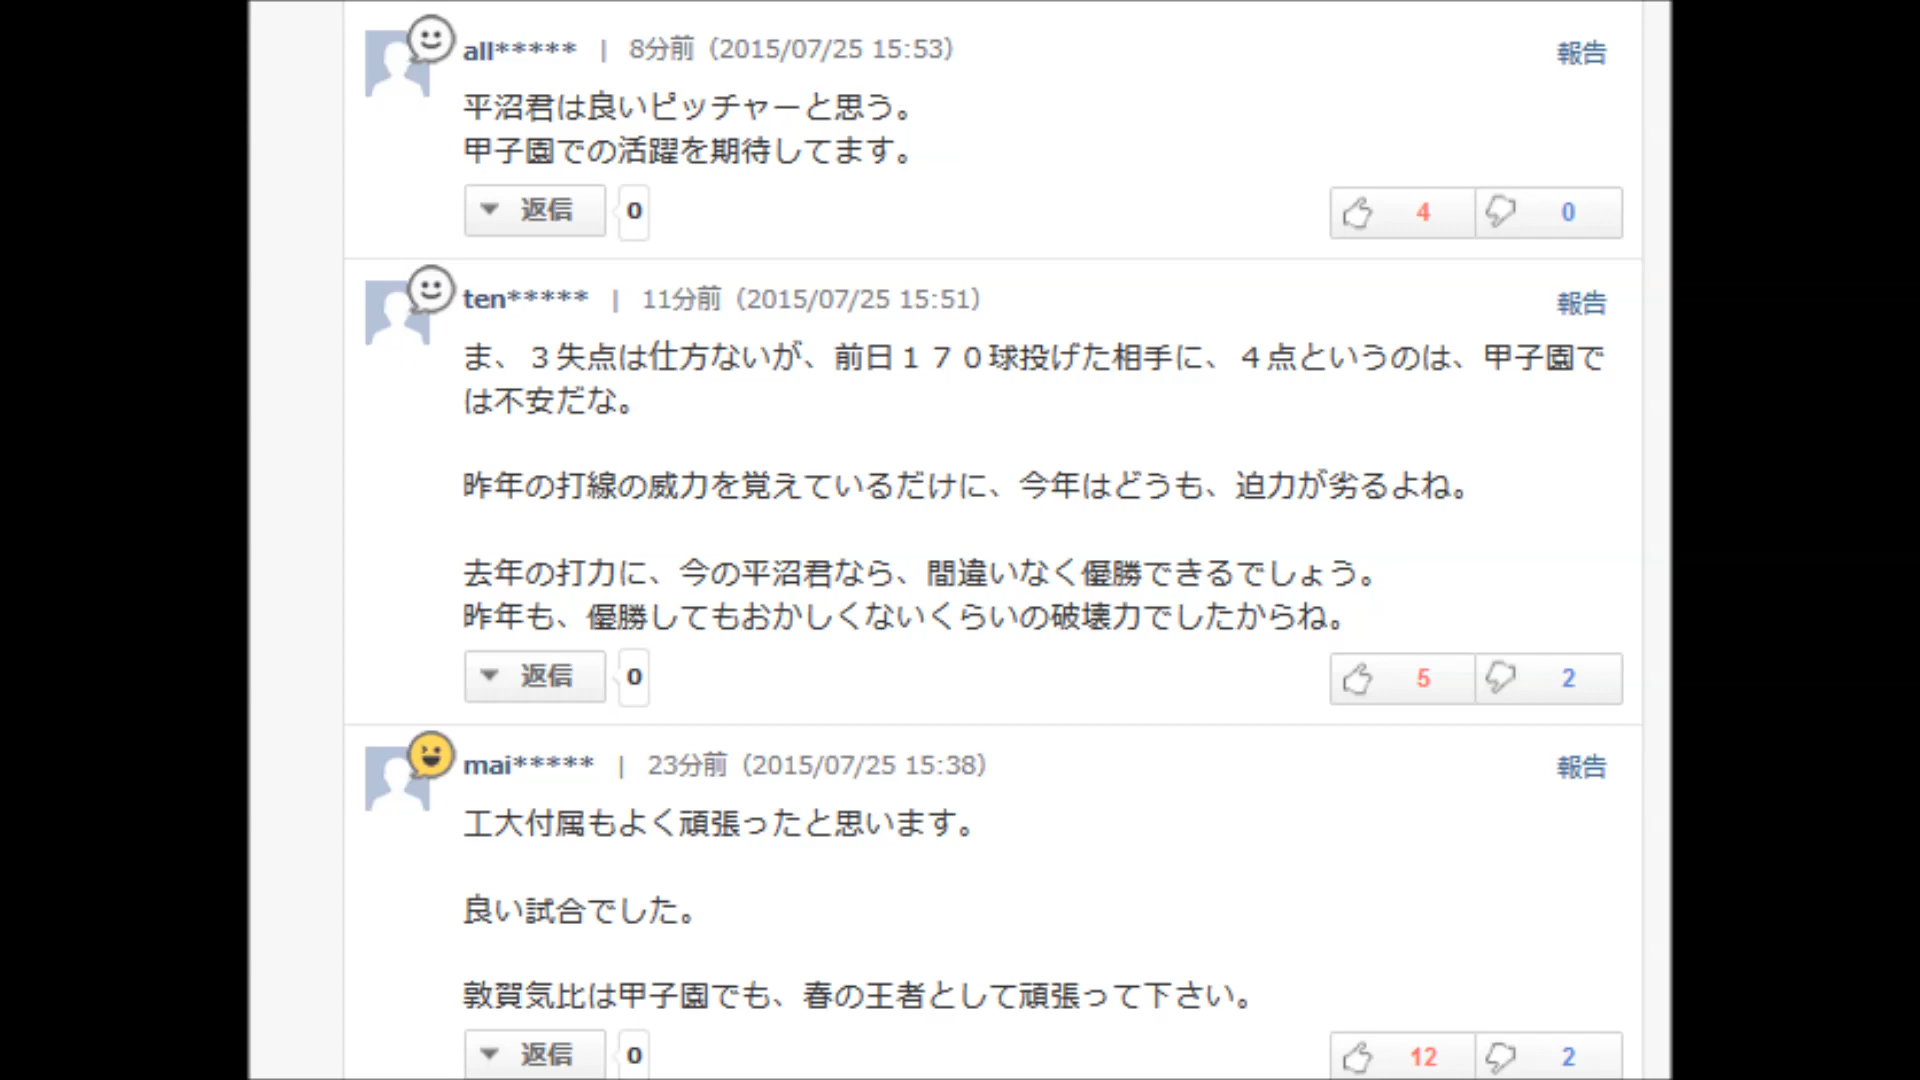 all***** | 8分前（2015/07/25 15:53） 報告
平沼君は良いピッチャーと思う。
甲子園での活躍を期待してます。
返信 0 4 0
ten***** | 11分前（2015/07/25 15:51） 報告
ま、３失点は仕方ないが、前日１７０球投げた相手に、４点というのは、甲子園で
は不安だな。
昨年の打線の威力を覚えているだけに、今年はどうも、迫力が劣るよね。
去年の打力に、今の平沼君なら、間違いなく優勝できるでしょう。
昨年も、優勝してもおかしくないくらいの破壊力でしたからね。
返信 0 5 2
mai***** | 23分前（2015/07/25 15:38） 報告
工大付属もよく頑張ったと思います。
良い試合でした。
敦賀気比は甲子園でも、春の王者として頑張って下さい。
返信 0 12 2